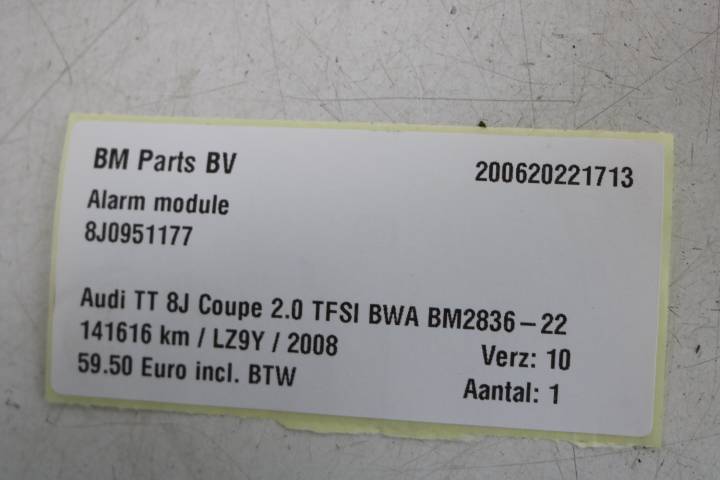 BM Parts BV 200620221713
Alarm module
8J0951177
Audi TT 8J Coupe 2.0 TFSI BWA BM2836-22
141616 km / LZ9Y / 2008 Verz: 10
59.50 Euro incl. BTW Aantal: 1